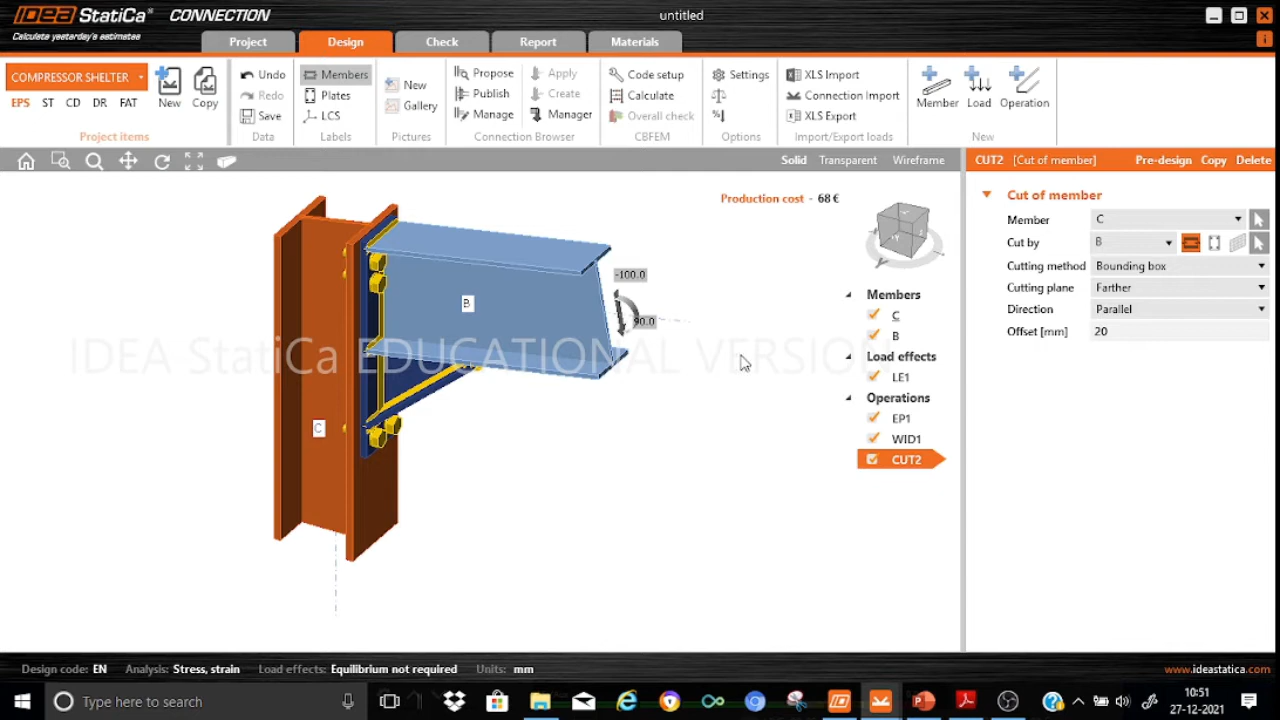 IDEA StatiCa® CONNECTION
Calculate yesterday's estimates
untitled
Project
Design
Check
Report
Materials
COMPRESSOR SHELTER
EPS ST CD DR FAT
New
Copy
Project items
Undo
Redo
Save
Data
Members
Plates
LCS
Labels
New
Gallery
Pictures
Propose
Publish
Manage
Apply
Create
Manager
Connection Browser
Code setup
Calculate
Overall check
CBFEM
Settings
Options
XLS Import
Connection Import
XLS Export
Import/Export loads
Member
Load
Operation
New
Solid Transparent Wireframe
CUT2 [Cut of member] Pre-design Copy Delete
Production cost - 68 €
Cut of member
Member C
Cut by B
Cutting method Bounding box
Cutting plane Farther
Direction Parallel
Offset [mm] 20
-100.0
90.0
B
C
Members
C
B
Load effects
LE1
Operations
EP1
WID1
CUT2
IDEA StatiCa EDUCATIONAL VERSION
Design code: EN Analysis: Stress, strain Load effects: Equilibrium not required Units: mm
www.ideastatica.com
Type here to search
10:51
27-12-2021